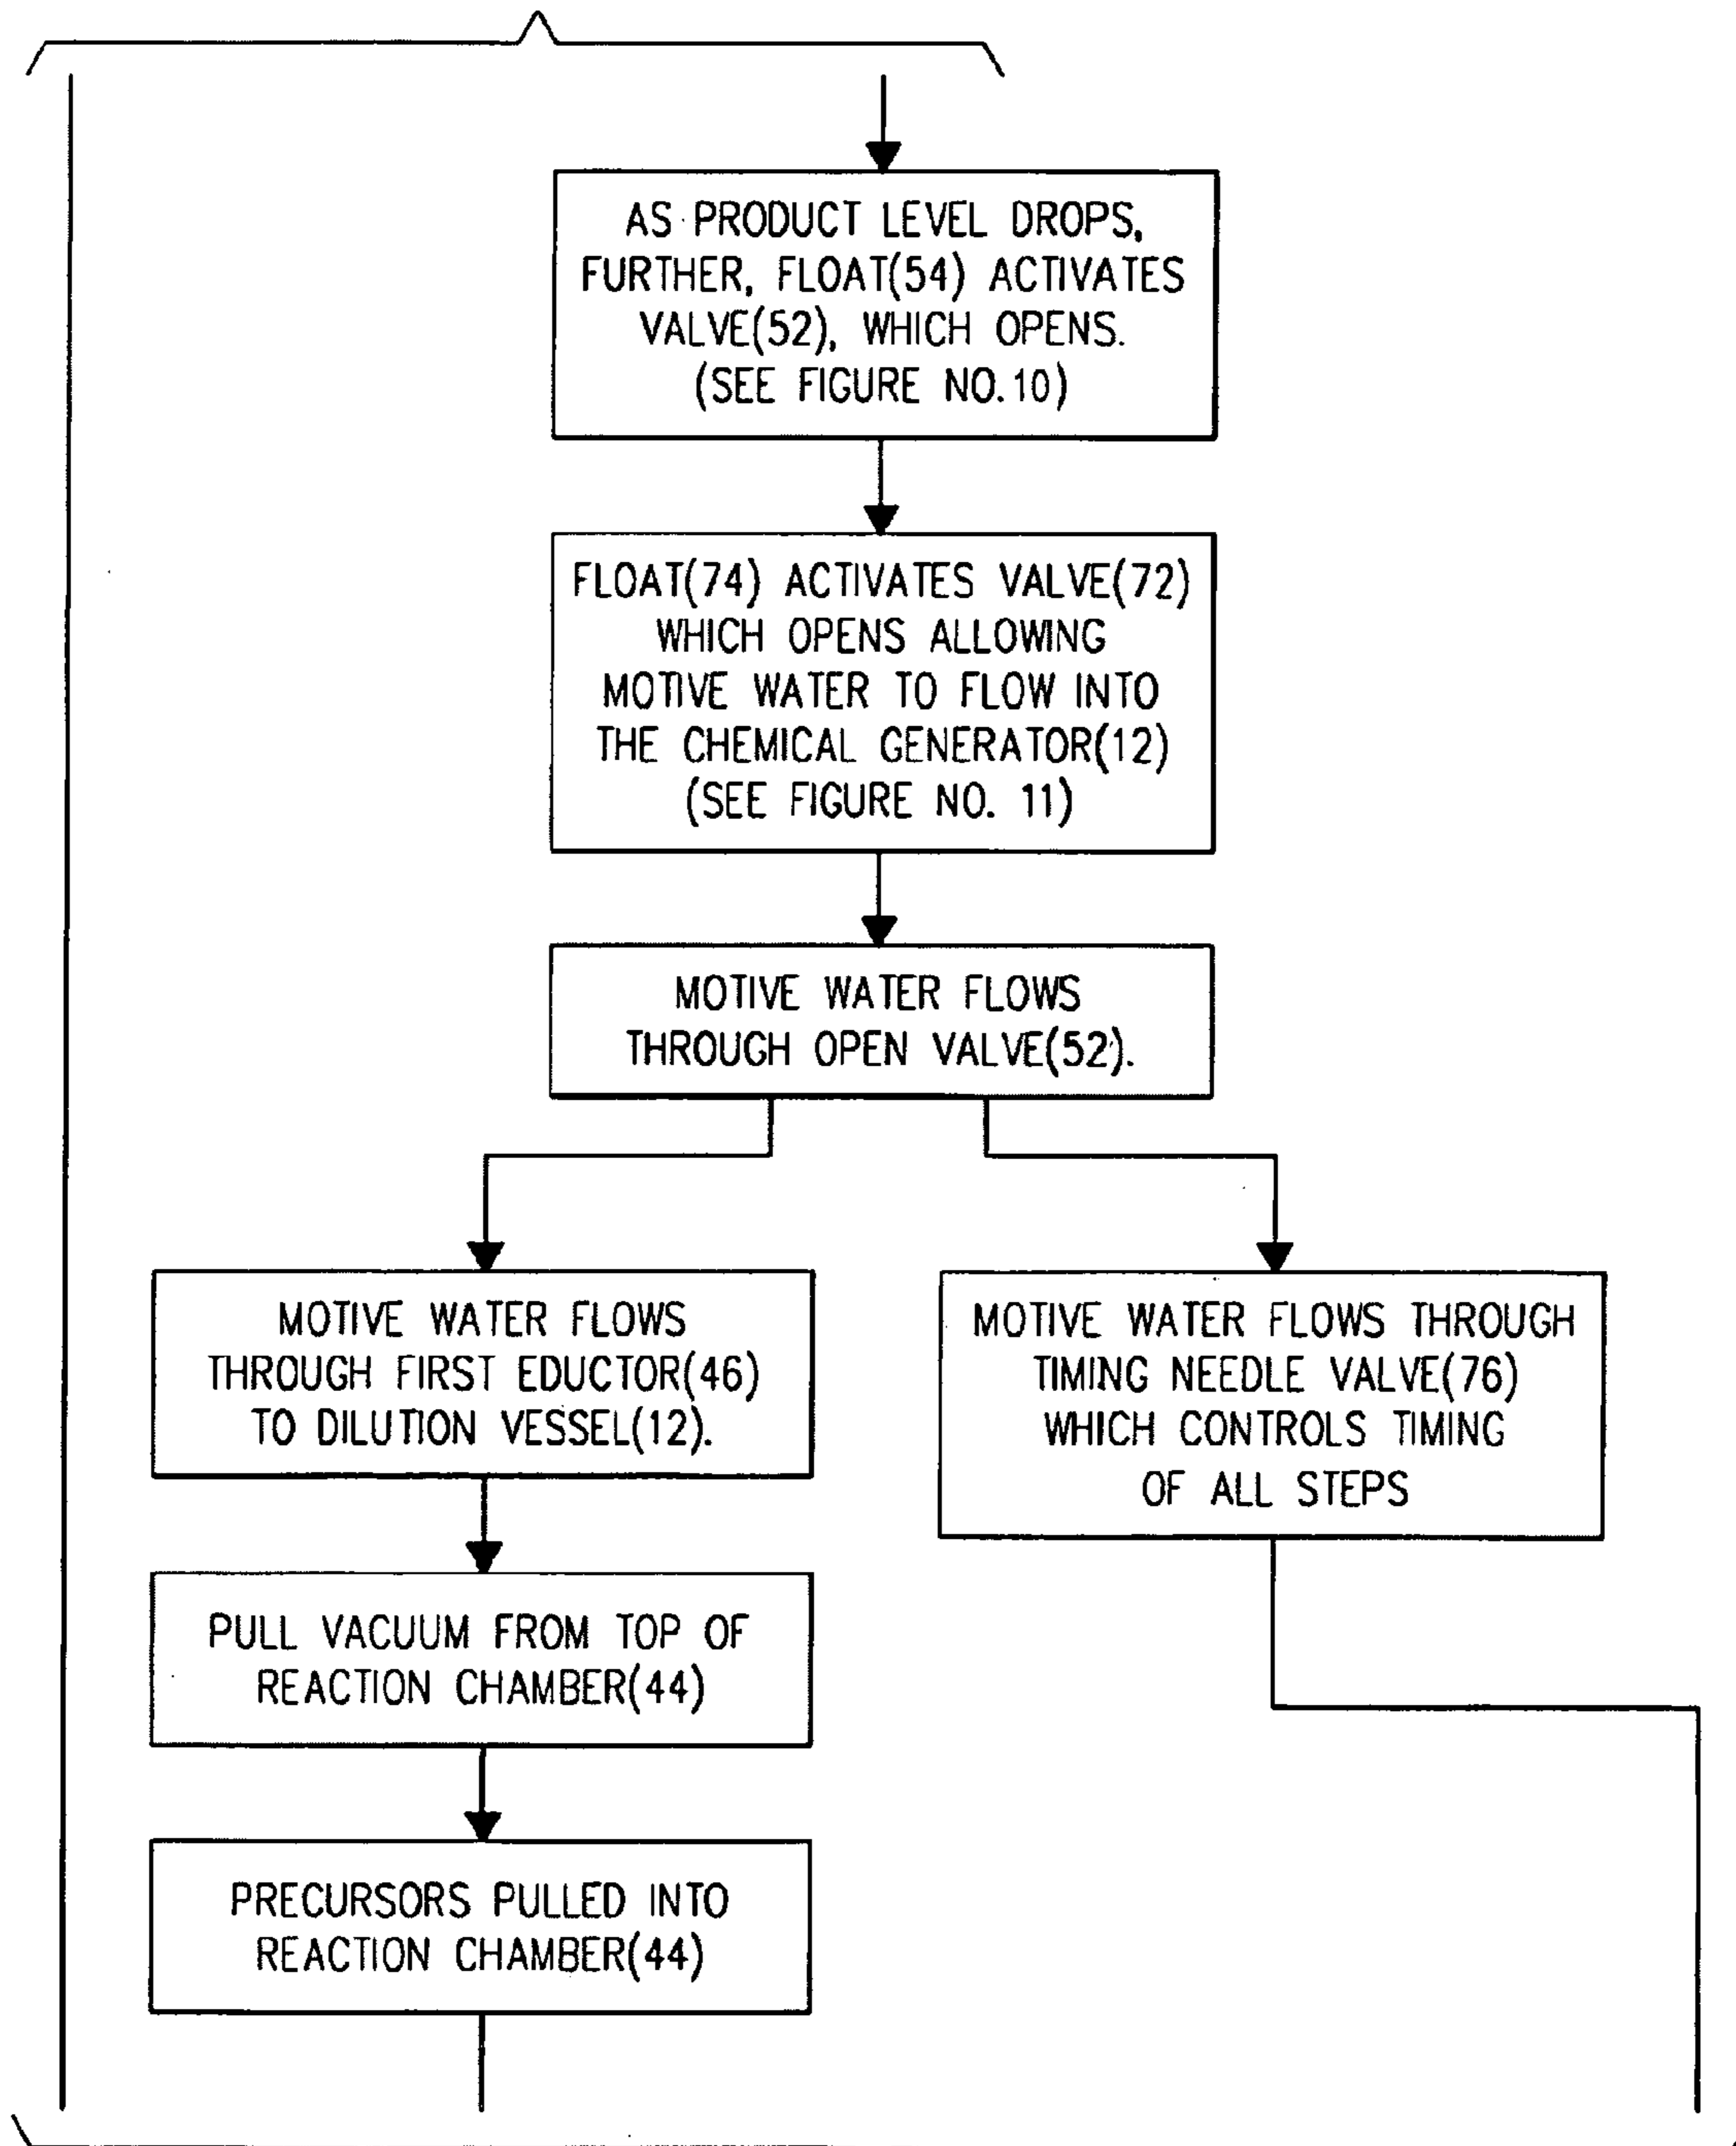 AS PRODUCT LEVEL DROPS,
FURTHER, FLOAT(54) ACTIVATES
VALVE(52), WHICH OPENS.
(SEE FIGURE NO.10)
FLOAT(74) ACTIVATES VALVE(72)
WHICH OPENS ALLOWING
MOTIVE WATER TO FLOW INTO
THE CHEMICAL GENERATOR(12)
(SEE FIGURE NO. 11)
MOTIVE WATER FLOWS
THROUGH OPEN VALVE(52).
MOTIVE WATER FLOWS
THROUGH FIRST EDUCTOR(46)
TO DILUTION VESSEL(12).
MOTIVE WATER FLOWS THROUGH
TIMING NEEDLE VALVE(76)
WHICH CONTROLS TIMING
OF ALL STEPS
PULL VACUUM FROM TOP OF
REACTION CHAMBER(44)
PRECURSORS PULLED INTO
REACTION CHAMBER(44)